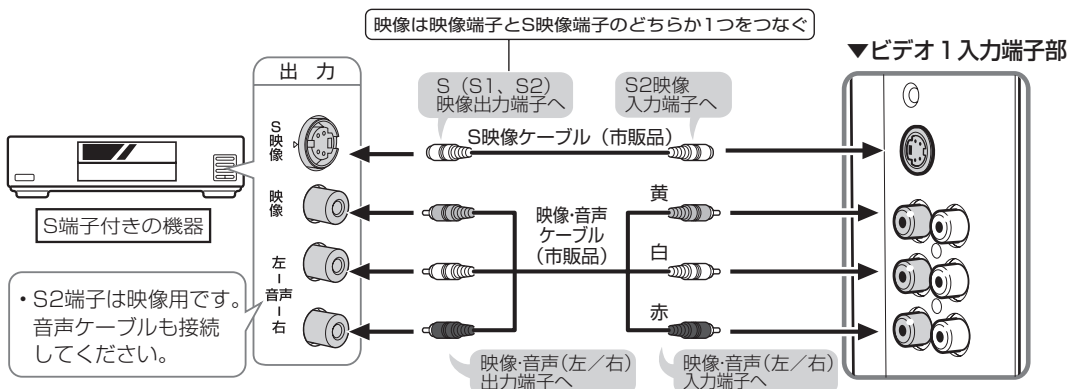 映像は映像端子とS映像端子のどちらか1つをつなぐ
▼ビデオ1入力端子部
出 力
S（S1、S2）
映像出力端子へ
S2映像
入力端子へ
S映像
S映像ケーブル（市販品）
映像
S端子付きの機器
黄
映像・音声
ケーブル
（市販品）
白
左ー音声ー右
赤
・S2端子は映像用です。
音声ケーブルも接続
してください。
映像・音声（左／右）
出力端子へ
映像・音声（左／右）
入力端子へ